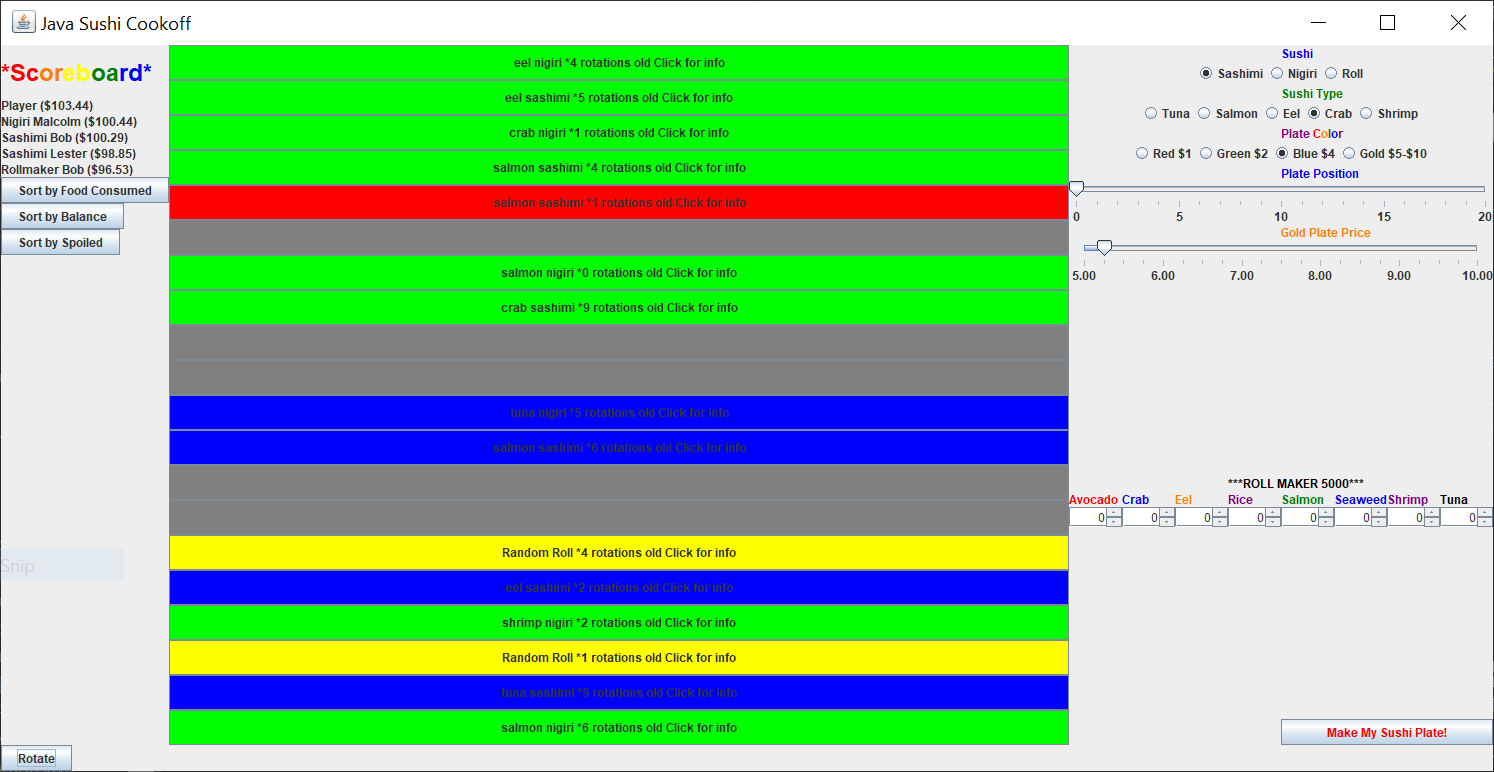 Java Sushi Cookoff
*Scoreboard*
Player ($103.44)
Nigiri Malcolm ($100.44)
Sashimi Bob ($100.29)
Sashimi Lester ($98.85)
Rollmaker Bob ($96.53)
Sort by Food Consumed
Sort by Balance
Sort by Spoiled
Snip
Rotate
eel nigiri *4 rotations old Click for info
eel sashimi *5 rotations old Click for info
crab nigiri *1 rotations old Click for info
salmon sashimi *4 rotations old Click for info
salmon sashimi *1 rotations old Click for info
salmon nigiri *0 rotations old Click for info
crab sashimi *9 rotations old Click for info
tuna nigiri *5 rotations old Click for info
salmon sashimi *6 rotations old Click for info
Random Roll *4 rotations old Click for info
eel sashimi *2 rotations old Click for info
shrimp nigiri *2 rotations old Click for info
Random Roll *1 rotations old Click for info
tuna sashimi *9 rotations old Click for info
salmon nigiri *6 rotations old Click for info
Sushi
Sashimi Nigiri Roll
Sushi Type
Tuna Salmon Eel Crab Shrimp
Plate Color
Red $1 Green $2 Blue $4 Gold $5-$10
Plate Position
0 5 10 15 20
Gold Plate Price
5.00 6.00 7.00 8.00 9.00 10.00
***ROLL MAKER 5000***
Avocado Crab Eel Rice Salmon Seaweed Shrimp Tuna
0 0 0 0 0 0 0 0
Make My Sushi Plate!